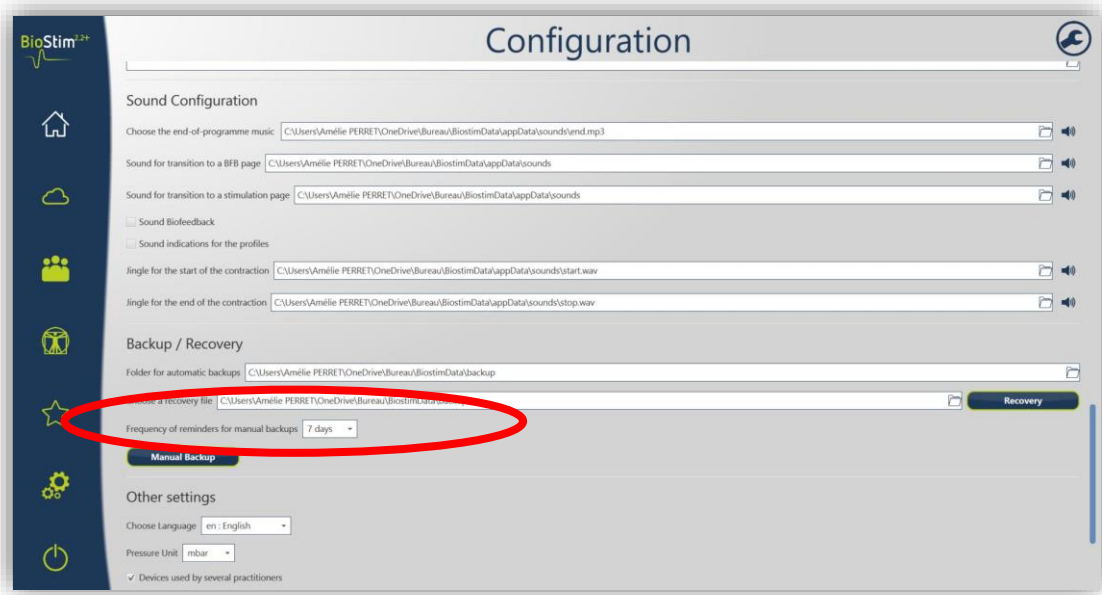 BioStim2.2+
Configuration
Sound Configuration
Choose the end-of-programme music C:\Users\Amélie PERRET\OneDrive\Bureau\BiostimData\appData\sounds\end.mp3
Sound for transition to a BFB page C:\Users\Amélie PERRET\OneDrive\Bureau\BiostimData\appData\sounds
Sound for transition to a stimulation page C:\Users\Amélie PERRET\OneDrive\Bureau\BiostimData\appData\sounds
Sound Biofeedback
Sound indications for the profiles
Jingle for the start of the contraction C:\Users\Amélie PERRET\OneDrive\Bureau\BiostimData\appData\sounds\start.wav
Jingle for the end of the contraction C:\Users\Amélie PERRET\OneDrive\Bureau\BiostimData\appData\sounds\stop.wav
Backup / Recovery
Folder for automatic backups C:\Users\Amélie PERRET\OneDrive\Bureau\BiostimData\backup
a recovery file C:\Users\Amélie PERRET\OneDrive\Bureau\BiostimData Recovery
Frequency of reminders for manual backups 7 days
Manual Backup
Other settings
Choose Language en : English
Pressure Unit mbar
Devices used by several practitioners